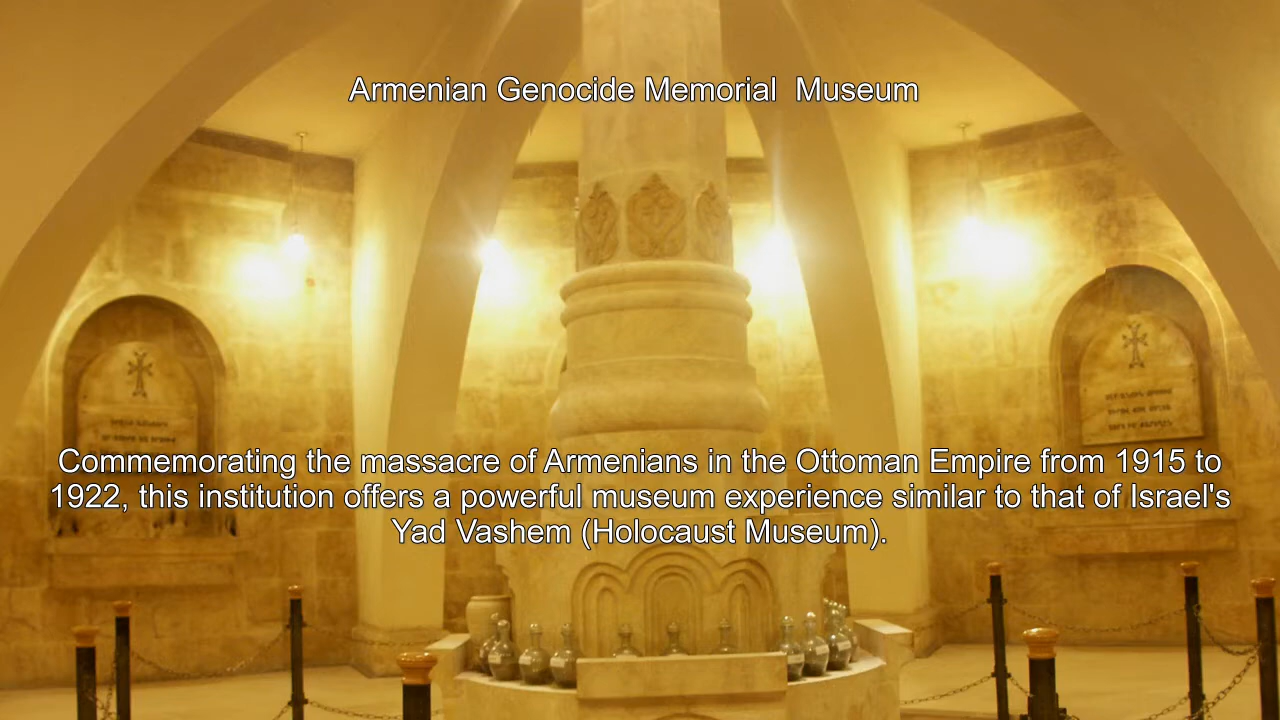 Armenian Genocide Memorial  Museum
Commemorating the massacre of Armenians in the Ottoman Empire from 1915 to
1922, this institution offers a powerful museum experience similar to that of Israel's
Yad Vashem (Holocaust Museum).